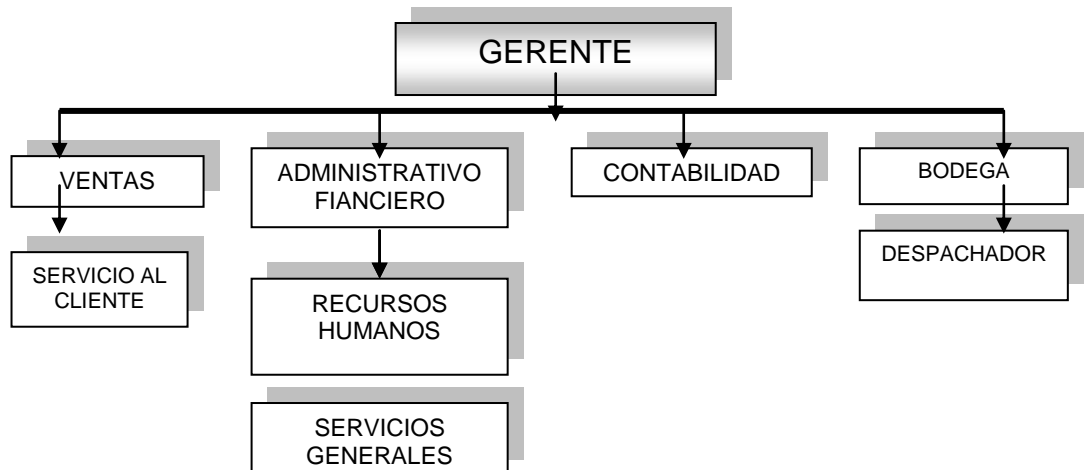 GERENTE
VENTAS
ADMINISTRATIVO
FIANCIERO
CONTABILIDAD
BODEGA
SERVICIO AL
CLIENTE
RECURSOS
HUMANOS
DESPACHADOR
SERVICIOS
GENERALES